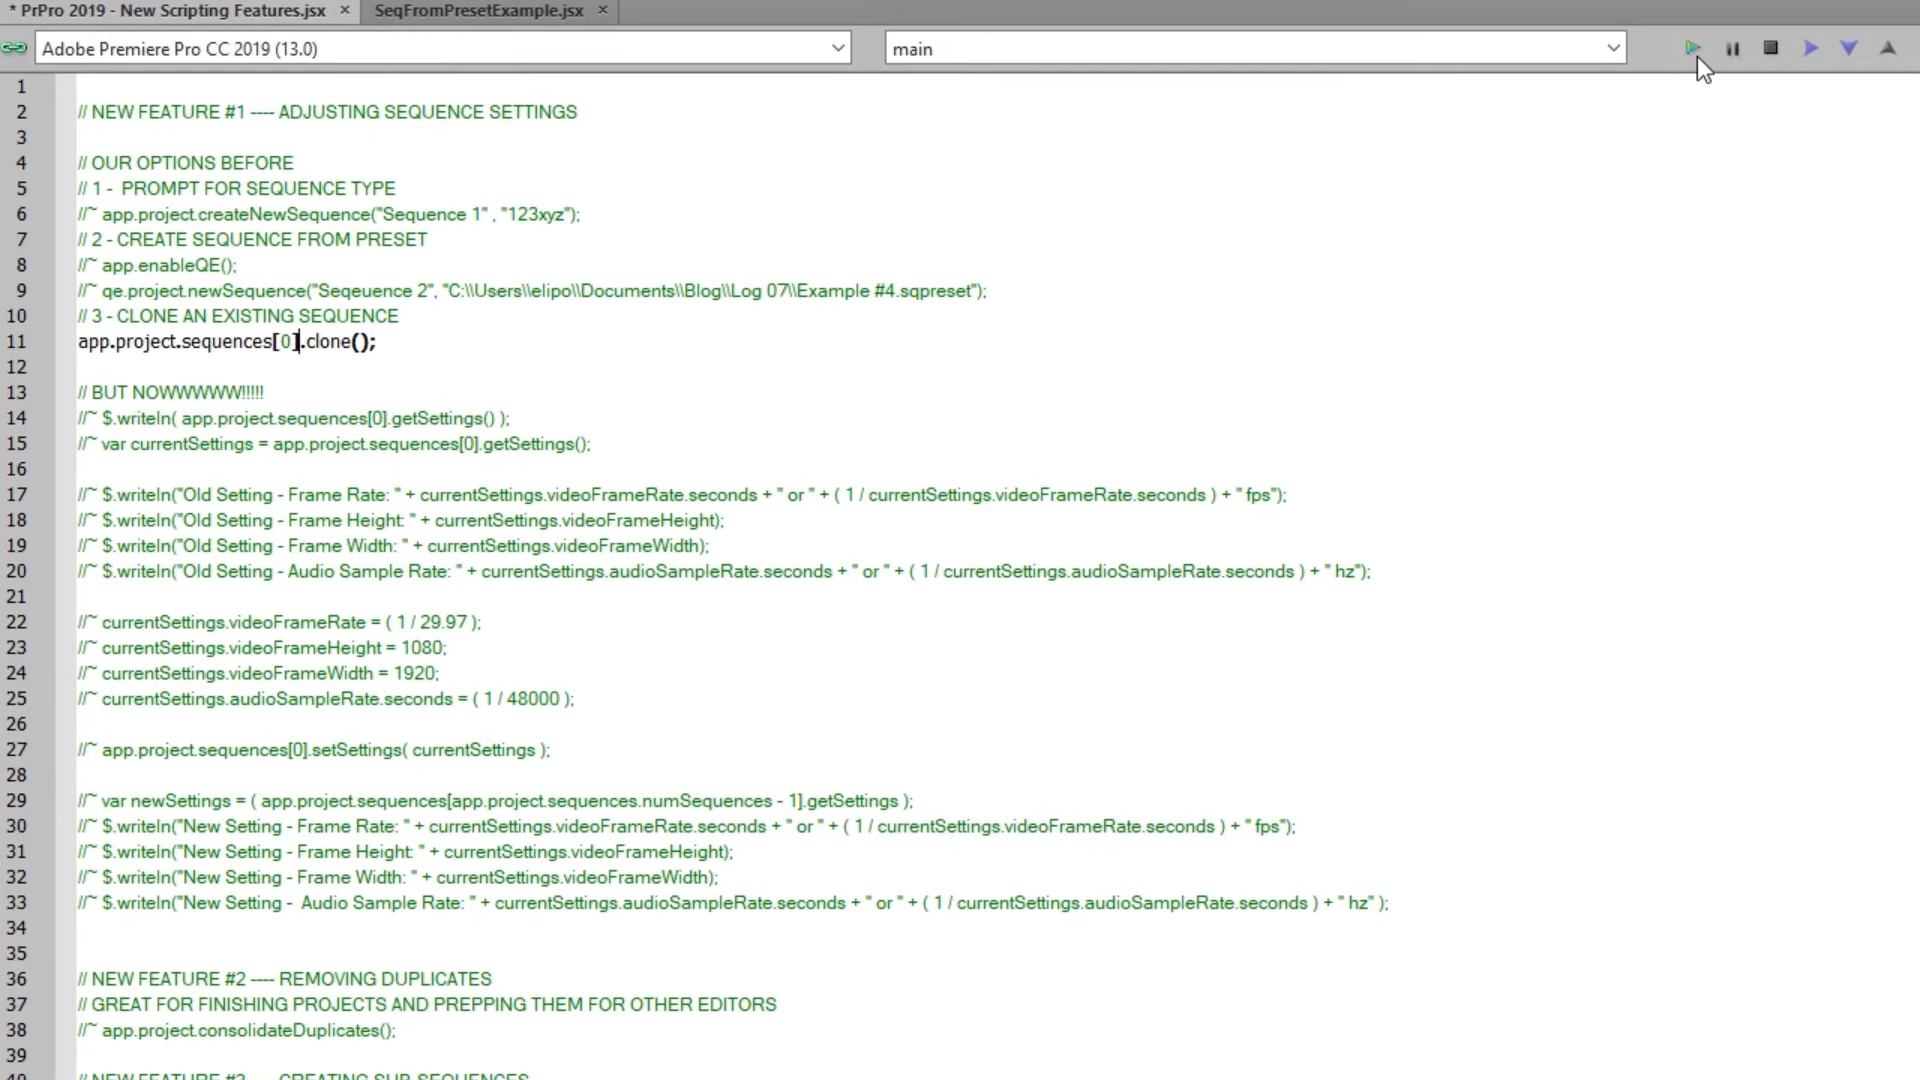 * PrPro 2019 - New Scripting Features.jsx × SeqFromPresetExample.jsx ×
Adobe Premiere Pro CC 2019 (13.0) main
1
2 // NEW FEATURE #1 ---- ADJUSTING SEQUENCE SETTINGS
3
4 // OUR OPTIONS BEFORE
5 // 1 - PROMPT FOR SEQUENCE TYPE
6 //~ app.project.createNewSequence("Sequence 1" , "123xyz");
7 // 2 - CREATE SEQUENCE FROM PRESET
8 //~ app.enableQE();
9 //~ qe.project.newSequence("Seqeuence 2", "C:\\Users\\elipo\\Documents\\Blog\\Log 07\\Example #4.sqpreset");
10 // 3 - CLONE AN EXISTING SEQUENCE
11 app.project.sequences[0].clone();
12
13 // BUT NOWWWWW!!!!!
14 //~ $.writeln( app.project.sequences[0].getSettings() );
15 //~ var currentSettings = app.project.sequences[0].getSettings();
16
17 //~ $.writeln("Old Setting - Frame Rate: " + currentSettings.videoFrameRate.seconds + " or " + ( 1 / currentSettings.videoFrameRate.seconds ) + " fps");
18 //~ $.writeln("Old Setting - Frame Height: " + currentSettings.videoFrameHeight);
19 //~ $.writeln("Old Setting - Frame Width: " + currentSettings.videoFrameWidth);
20 //~ $.writeln("Old Setting - Audio Sample Rate: " + currentSettings.audioSampleRate.seconds + " or " + ( 1 / currentSettings.audioSampleRate.seconds ) + " hz");
21
22 //~ currentSettings.videoFrameRate = ( 1 / 29.97 );
23 //~ currentSettings.videoFrameHeight = 1080;
24 //~ currentSettings.videoFrameWidth = 1920;
25 //~ currentSettings.audioSampleRate.seconds = ( 1 / 48000 );
26
27 //~ app.project.sequences[0].setSettings( currentSettings );
28
29 //~ var newSettings = ( app.project.sequences[app.project.sequences.numSequences - 1].getSettings );
30 //~ $.writeln("New Setting - Frame Rate: " + currentSettings.videoFrameRate.seconds + " or " + ( 1 / currentSettings.videoFrameRate.seconds ) + " fps");
31 //~ $.writeln("New Setting - Frame Height: " + currentSettings.videoFrameHeight);
32 //~ $.writeln("New Setting - Frame Width: " + currentSettings.videoFrameWidth);
33 //~ $.writeln("New Setting -  Audio Sample Rate: " + currentSettings.audioSampleRate.seconds + " or " + ( 1 / currentSettings.audioSampleRate.seconds ) + " hz" );
34
35
36 // NEW FEATURE #2 ---- REMOVING DUPLICATES
37 // GREAT FOR FINISHING PROJECTS AND PREPPING THEM FOR OTHER EDITORS
38 //~ app.project.consolidateDuplicates();
39
40 // NEW FEATURE #3 ---- CREATING SUB-SEQUENCES